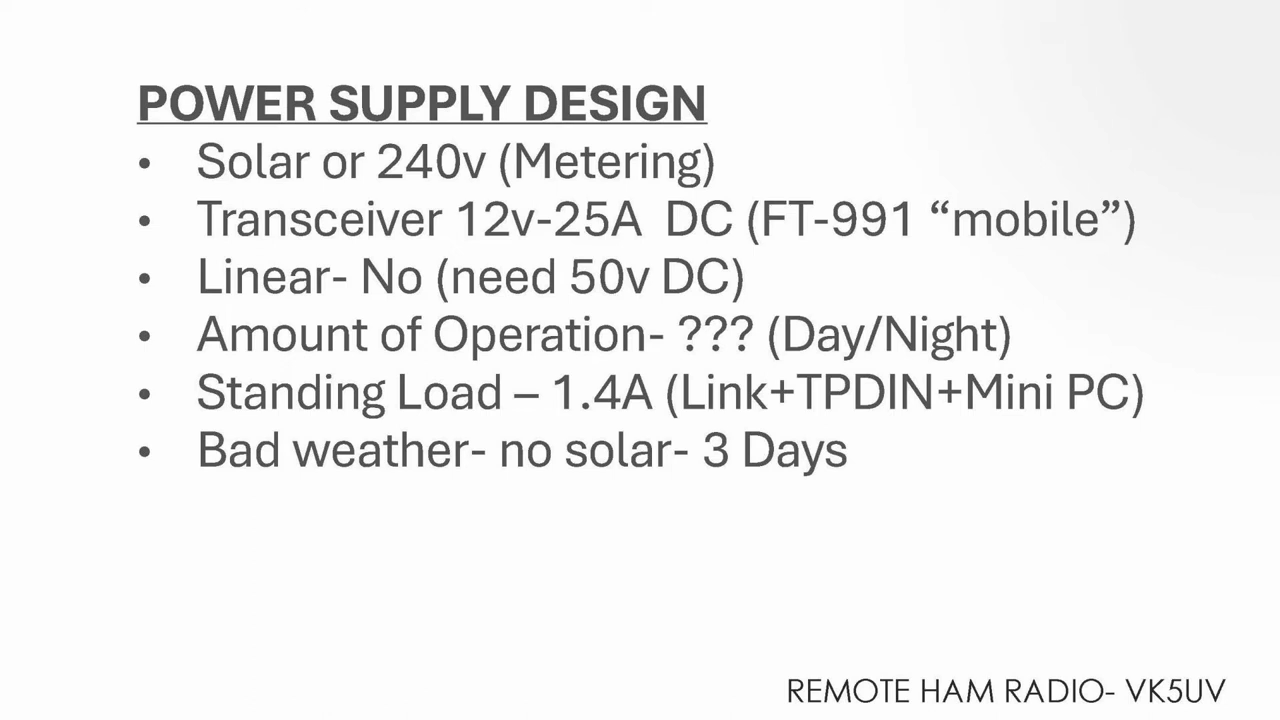 POWER SUPPLY DESIGN
• Solar or 240v (Metering)
• Transceiver 12v-25A  DC (FT-991 “mobile”)
• Linear- No (need 50v DC)
• Amount of Operation- ??? (Day/Night)
• Standing Load – 1.4A (Link+TPDIN+Mini PC)
• Bad weather- no solar- 3 Days
REMOTE HAM RADIO- VK5UV